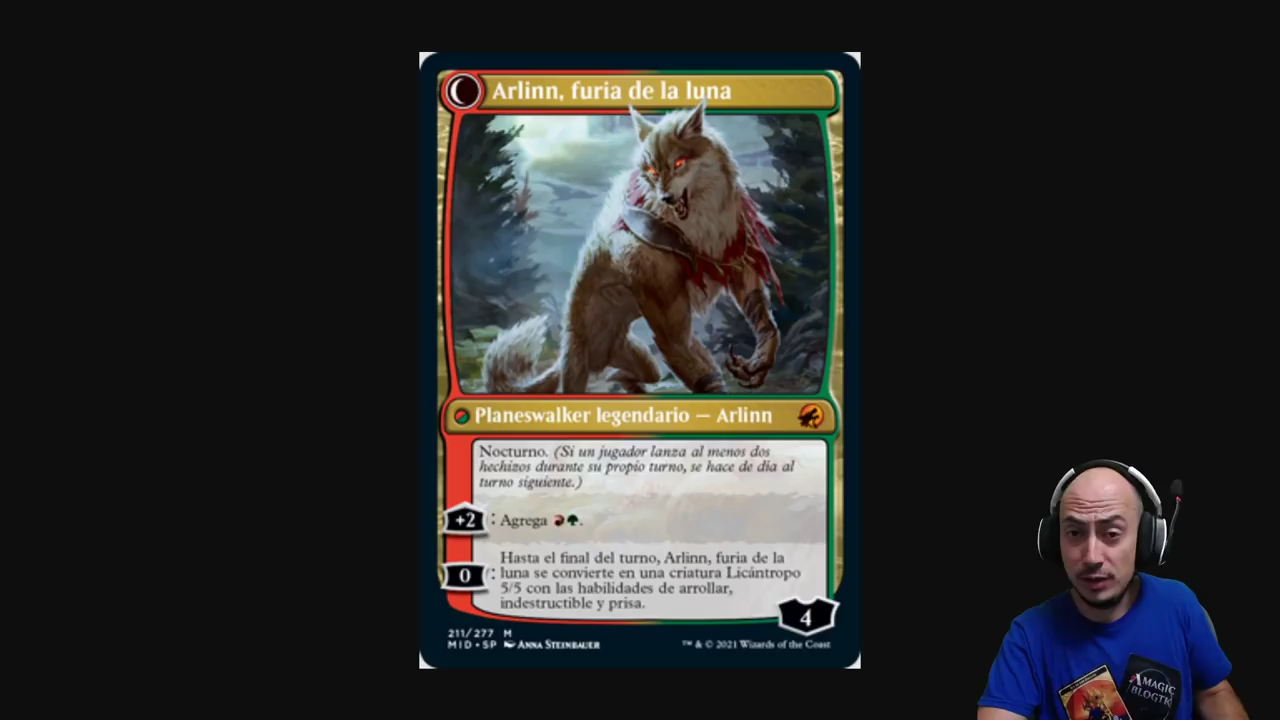 Arlinn, furia de la luna
Planeswalker legendario – Arlinn
Nocturno. (Si un jugador lanza al menos dos
hechizos durante su propio turno, se hace de día al
turno siguiente.)
+2 : Agrega .
Hasta el final del turno, Arlinn, furia de la
0 : luna se convierte en una criatura Licántropo
5/5 con las habilidades de arrollar,
indestructible y prisa.
4
211/277 M
MID • SP ANNA STEINBAUER
™ & © 2021 Wizards of the Coast
MAGIC
BLOGTK